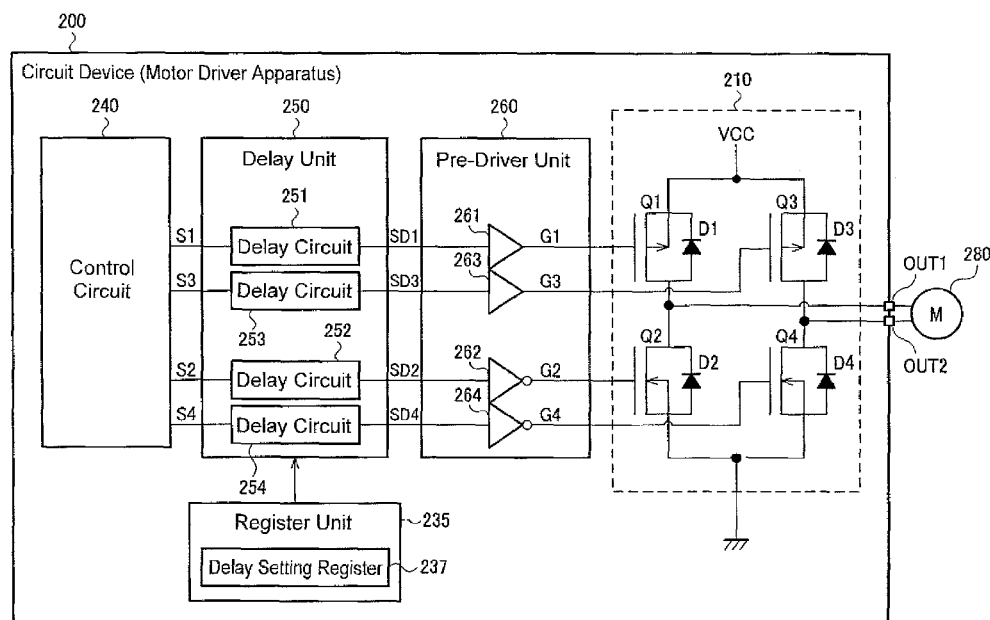 200
Circuit Device (Motor Driver Apparatus)
240
250
260
210
Control
Circuit
Delay Unit
Pre-Driver Unit
VCC
251
261
Q1
Q3
D1
D3
S1
Delay Circuit
SD1
G1
263
S3
Delay Circuit
SD3
G3
253
OUT1
280
M
OUT2
252
262
Q2
Q4
D2
D4
S2
Delay Circuit
SD2
G2
264
S4
Delay Circuit
SD4
G4
254
Register Unit
235
Delay Setting Register
237